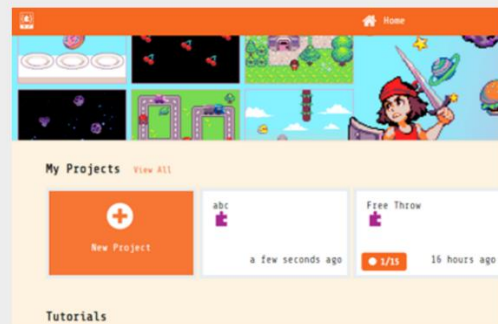 Home
My Projects View All
New Project
abc
a few seconds ago
Free Throw
1/15
16 hours ago
Tutorials